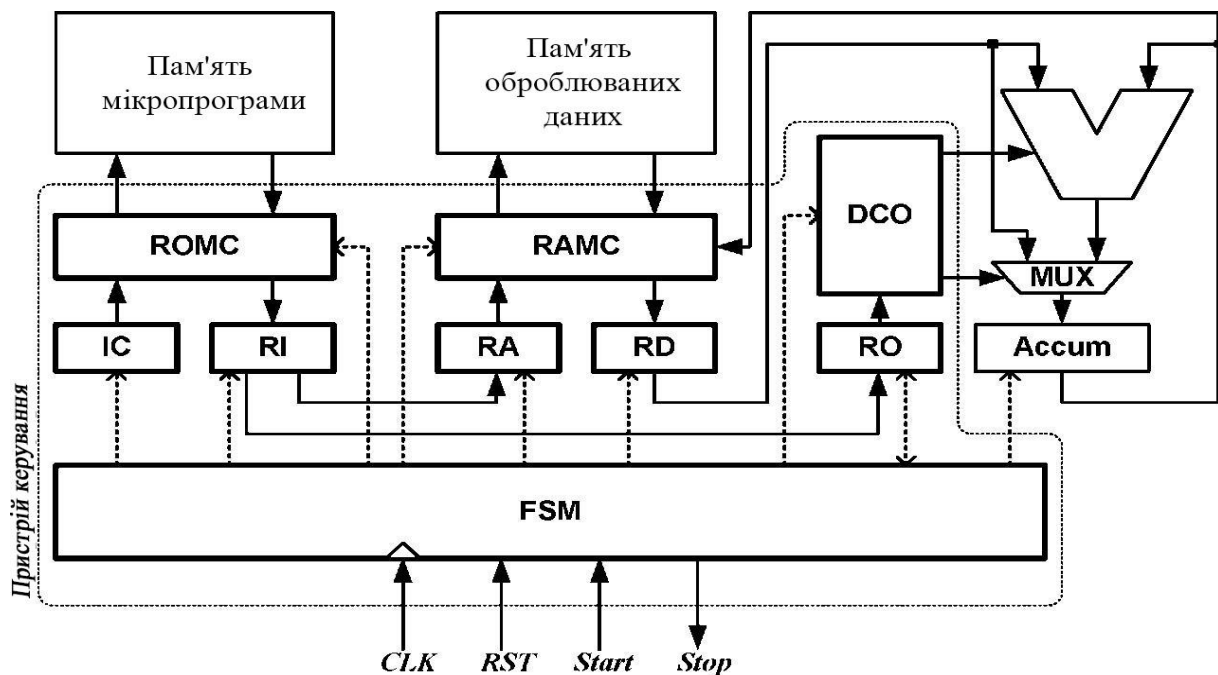 Пам'ять
мікропрограми
Пам'ять
оброблюваних
даних
ROMC
RAMC
DCO
MUX
IC
RI
RA
RD
RO
Accum
FSM
Пристрій керування
CLK
RST
Start
Stop